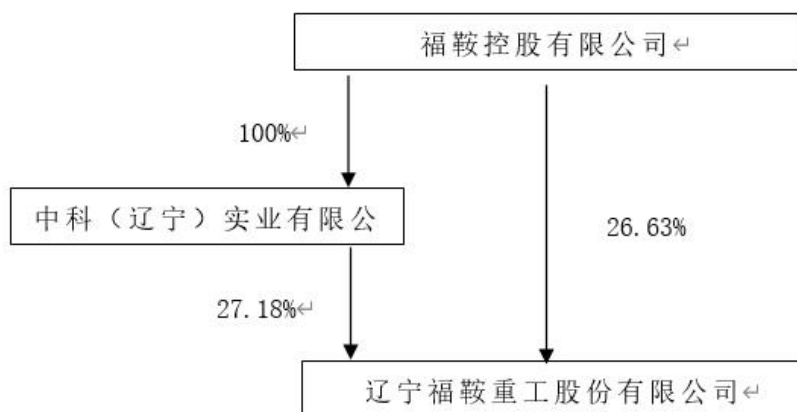 福鞍控股有限公司↵
100%↵
中科（辽宁）实业有限公
26.63%
27.18%↵
辽宁福鞍重工股份有限公司↵